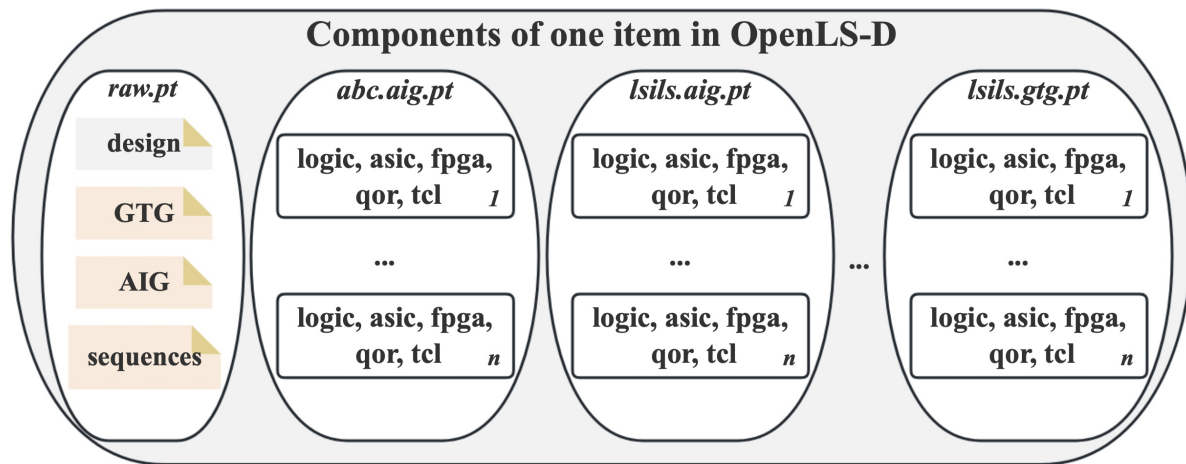 Components of one item in OpenLS-D
raw.pt
design
GTG
AIG
sequences
abc.aig.pt
logic, asic, fpga,
qor, tcl 1
...
logic, asic, fpga,
qor, tcl n
lsils.aig.pt
logic, asic, fpga,
qor, tcl 1
...
logic, asic, fpga,
qor, tcl n
...
lsils.gtg.pt
logic, asic, fpga,
qor, tcl 1
...
logic, asic, fpga,
qor, tcl n